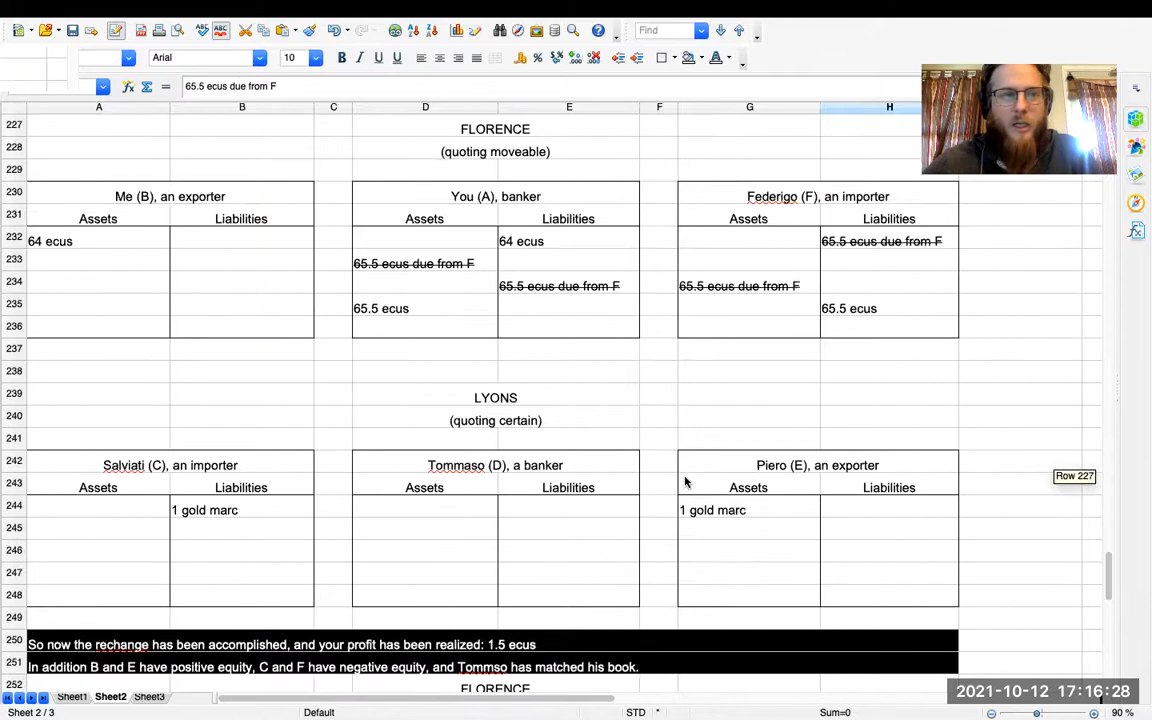 Arial
10
Find
65.5 ecus due from F
A B C D E F G H
227 FLORENCE
228 (quoting moveable)
229
230 Me (B), an exporter You (A), banker Federigo (F), an importer
231 Assets Liabilities Assets Liabilities Assets Liabilities
232 64 ecus 64 ecus 65.5 ecus due from F
233 65.5 ecus due from F
234 65.5 ecus due from F 65.5 ecus due from F
235 65.5 ecus 65.5 ecus
236
237
238
239 LYONS
240 (quoting certain)
241
242 Salviati (C), an importer Tommaso (D), a banker Piero (E), an exporter
243 Assets Liabilities Assets Liabilities Assets Liabilities
Row 227
244 1 gold marc 1 gold marc
245
246
247
248
249
250 So now the rechange has been accomplished, and your profit has been realized: 1.5 ecus
251 In addition B and E have positive equity, C and F have negative equity, and Tommso has matched his book.
252 FLORENCE
2021-10-12 17:16:28
Sheet1 Sheet2 Sheet3
Sheet 2 / 3 Default STD * Sum=0 90 %